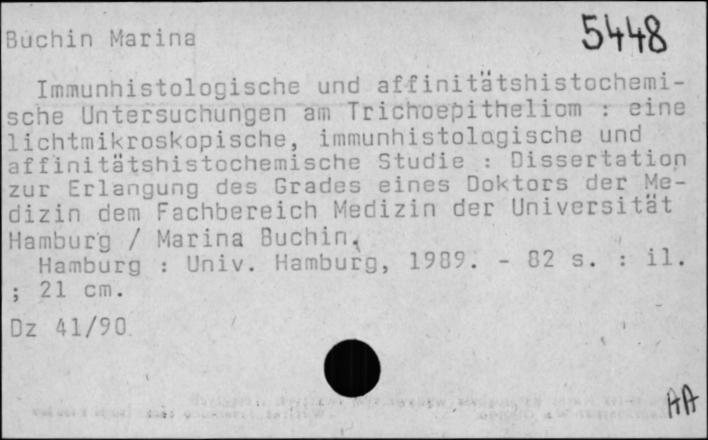 Buchin Marina
5448
Immunhistologische und affinitätshistochemi-
sche Untersuchungen am Trichoepitheliom : eine
lichtmikroskopische, immunhistologische und
affinitätshistochemische Studie : Dissertation
zur Erlangung des Grades eines Doktors der Me-
dizin dem Fachbereich Medizin der Universität
Hamburg / Marina Buchin.
Hamburg : Univ. Hamburg, 1989. - 82 s. : il.
; 21 cm.
Dz 41/90
AA